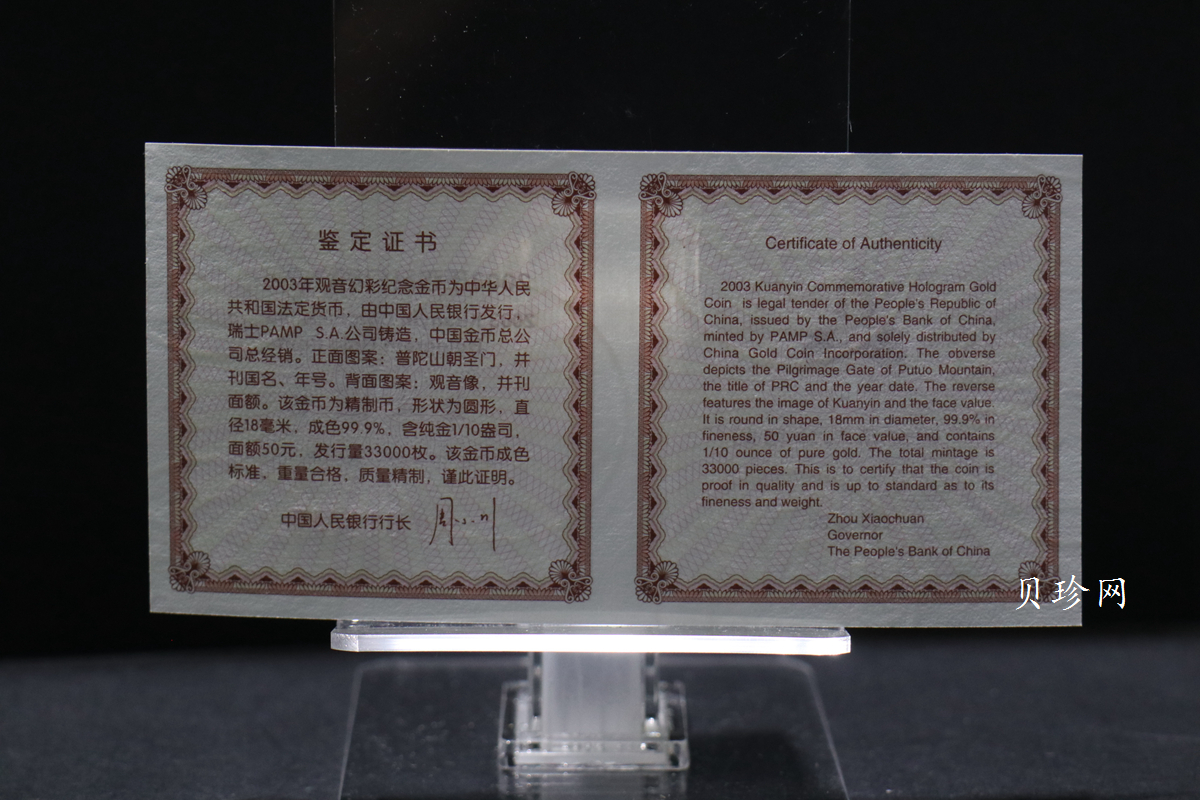 鉴定证书
2003年观音幻彩纪念金币为中华人民
共和国法定货币，由中国人民银行发行，
瑞士PAMP S.A.公司铸造，中国金币总公
司总经销。正面图案：普陀山朝圣门，并
刊国名、年号。背面图案：观音像，并刊
面额。该金币为精制币，形状为圆形，直
径18毫米，成色99.9%，含纯金1/10盎司，
面额50元，发行量33000枚。该金币成色
标准，重量合格，质量精制，谨此证明。
中国人民银行行长 周小川
Certificate of Authenticity
2003 Kuanyin Commemorative Hologram Gold
Coin is legal tender of the People's Republic of
China, issued by the People's Bank of China,
minted by PAMP S.A., and solely distributed by
China Gold Coin Incorporation. The obverse
depicts the Pilgrimage Gate of Putuo Mountain,
the title of PRC and the year date. The reverse
features the image of Kuanyin and the face value.
It is round in shape, 18mm in diameter, 99.9% in
fineness, 50 yuan in face value, and contains
1/10 ounce of pure gold. The total mintage is
33000 pieces. This is to certify that the coin is
proof in quality and is up to standard as to its
fineness and weight.
Zhou Xiaochuan
Governor
The People's Bank of China
贝珍网